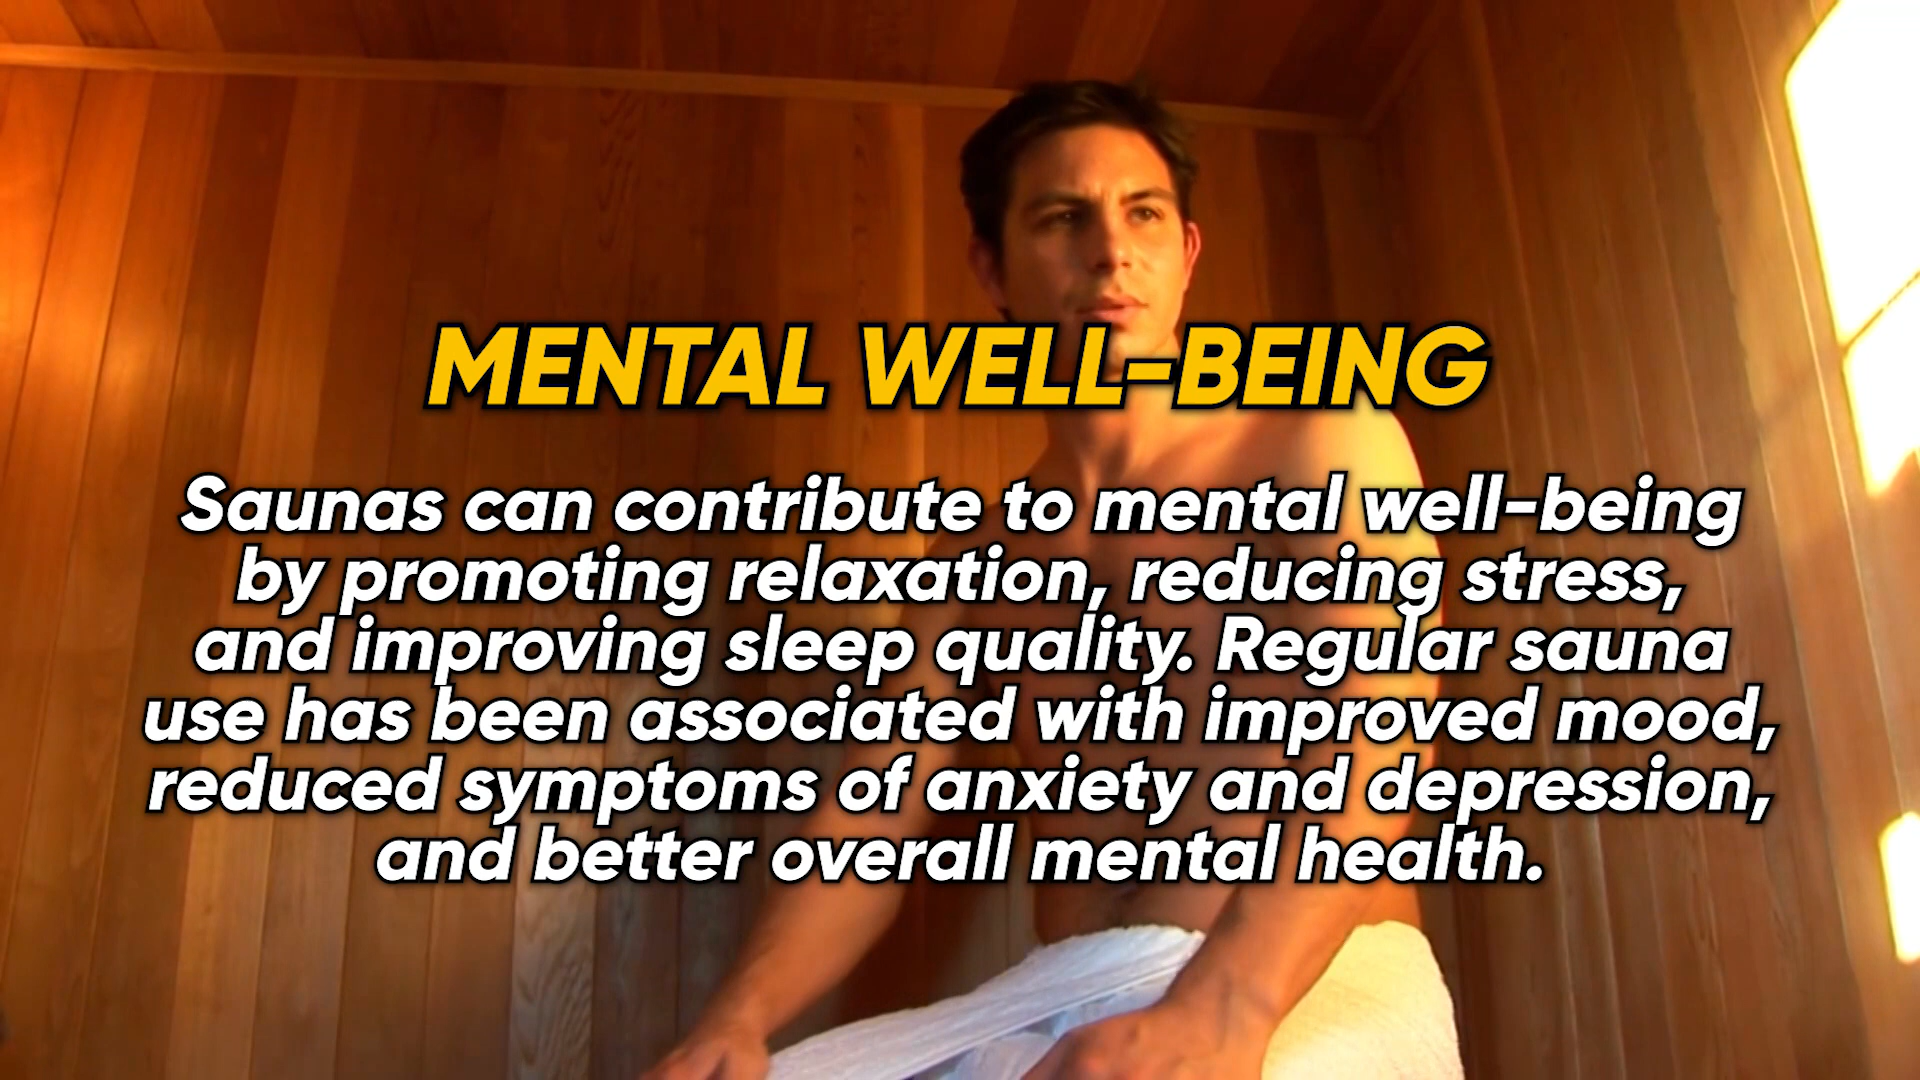 MENTAL WELL-BEING
Saunas can contribute to mental well-being
by promoting relaxation, reducing stress,
and improving sleep quality. Regular sauna
use has been associated with improved mood,
reduced symptoms of anxiety and depression,
and better overall mental health.